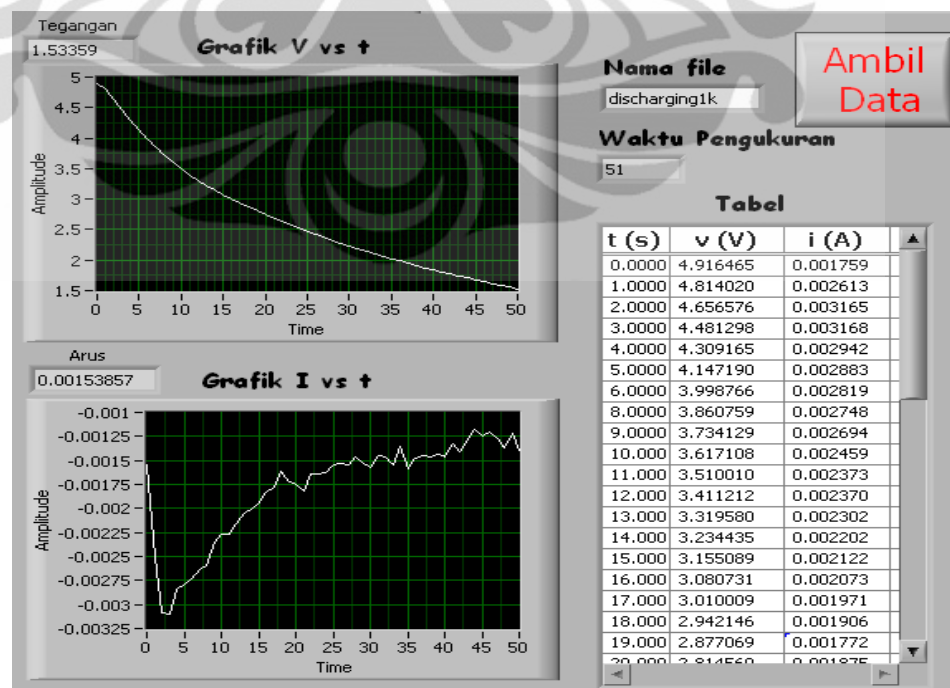 Tegangan
1.53359
Grafik V vs t
5
4.5
4
3.5
3
2.5
2
1.5
Amplitude
0 5 10 15 20 25 30 35 40 45 50
Time
Arus
0.00153857
Grafik I vs t
-0.001
-0.00125
-0.0015
-0.00175
-0.002
-0.00225
-0.0025
-0.00275
-0.003
-0.00325
Amplitude
0 5 10 15 20 25 30 35 40 45 50
Time
Nama file
discharging1k
Ambil
Data
Waktu Pengukuran
51
Tabel
t (s) v (V) i (A)
0.0000 4.916465 0.001759
1.0000 4.814020 0.002613
2.0000 4.656576 0.003165
3.0000 4.481298 0.003168
4.0000 4.309165 0.002942
5.0000 4.147190 0.002883
6.0000 3.998766 0.002819
8.0000 3.860759 0.002748
9.0000 3.734129 0.002694
10.000 3.617108 0.002459
11.000 3.510010 0.002373
12.000 3.411212 0.002370
13.000 3.319580 0.002302
14.000 3.234435 0.002202
15.000 3.155089 0.002122
16.000 3.080731 0.002073
17.000 3.010009 0.001971
18.000 2.942146 0.001906
19.000 2.877069 0.001772